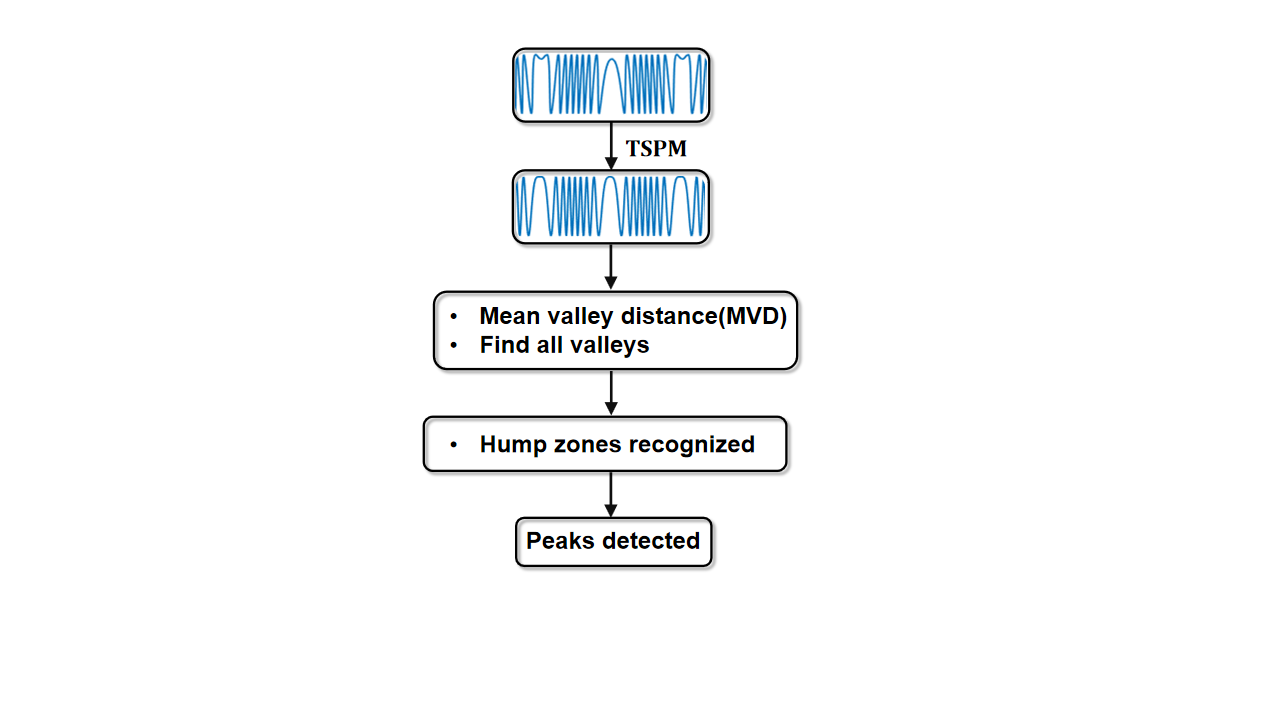 TSPM
• Mean valley distance(MVD)
• Find all valleys
• Hump zones recognized
Peaks detected